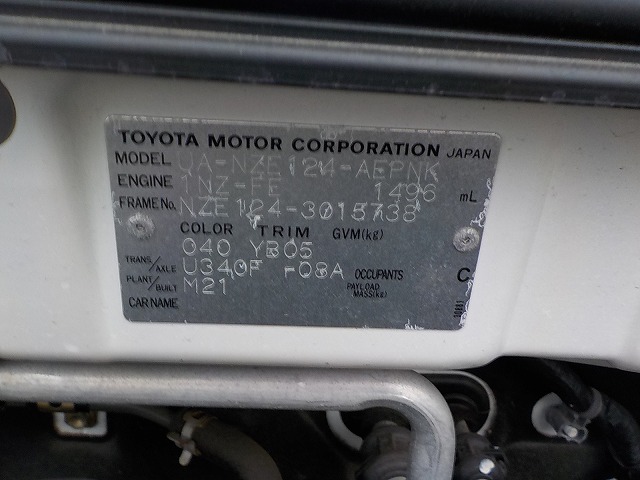 TOYOTA MOTOR CORPORATION JAPAN
MODEL UA-NZE124-AEPNK
ENGINE 1NZ-FE 1496 mL
FRAME No. NZE124-3015738
COLOR TRIM GVM(kg)
040 YB05
TRANS/AXLE U340F -08A OCCUPANTS C
PLANT/BUILT M21 PAYLOAD MASS(kg)
CAR NAME